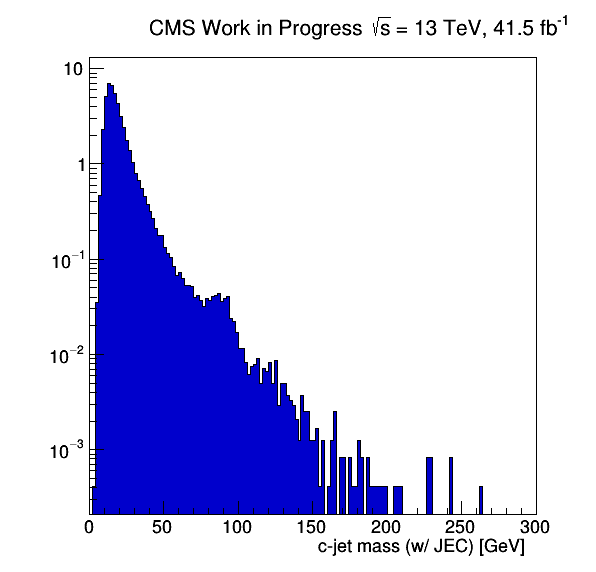 CMS Work in Progress √s = 13 TeV, 41.5 fb⁻¹
10
1
10⁻¹
10⁻²
10⁻³
0 50 100 150 200 250 300
c-jet mass (w/ JEC) [GeV]